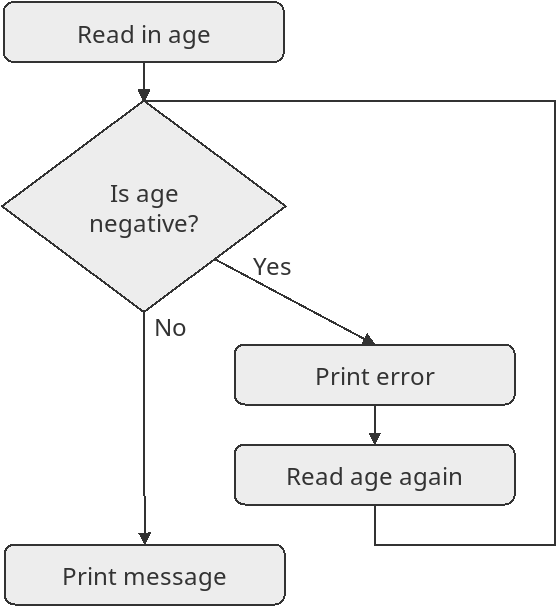 Read in age
Is age
negative?
Yes
No
Print error
Read age again
Print message